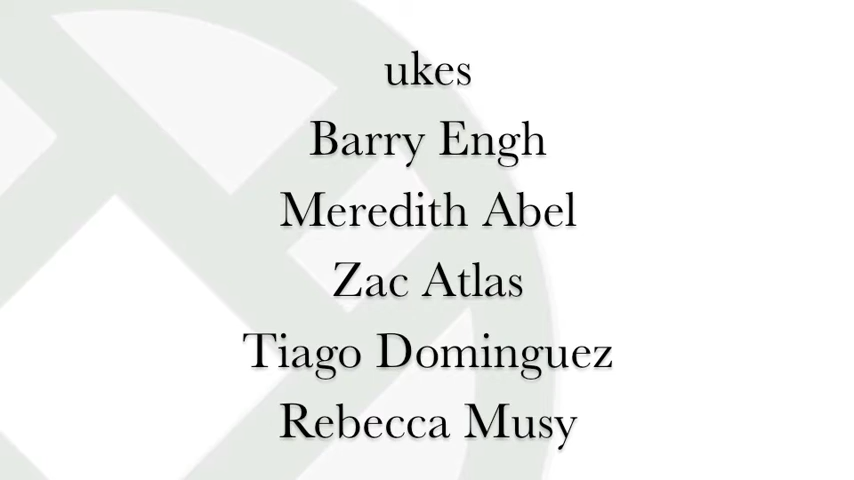 ukes
Barry Engh
Meredith Abel
Zac Atlas
Tiago Dominguez
Rebecca Musy